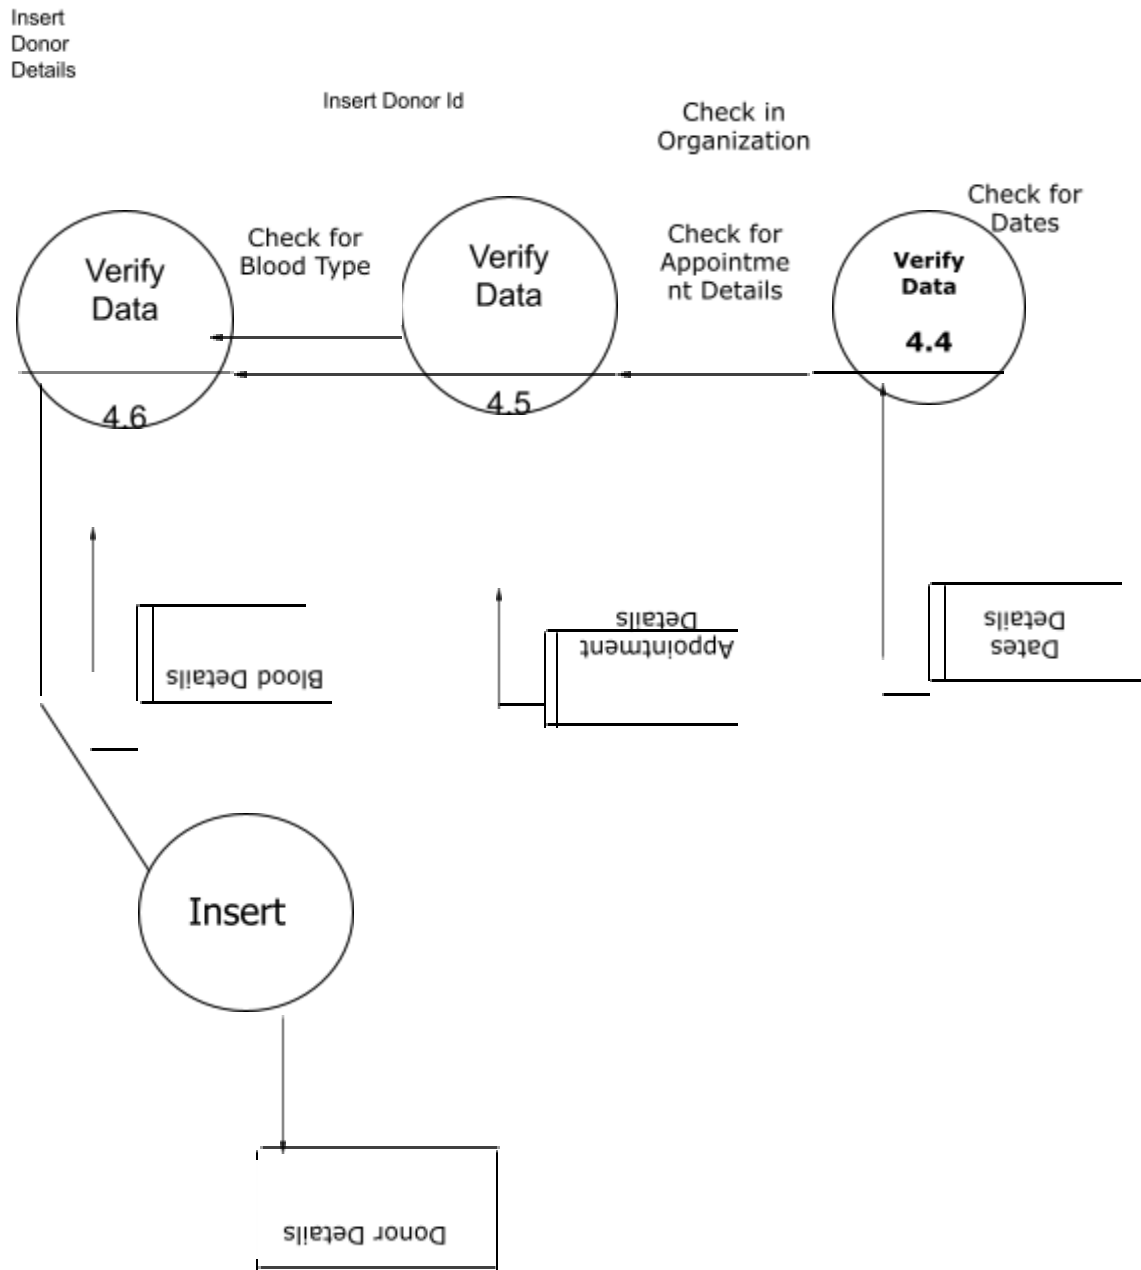 Insert
Donor
Details
Insert Donor Id
Check in
Organization
Check for
Dates
Verify
Data
4.6
Check for
Blood Type
Verify
Data
4.5
Check for
Appointme
nt Details
Verify
Data
4.4
Blood Details
Appointment
Details
Dates
Details
Insert
Donor Details